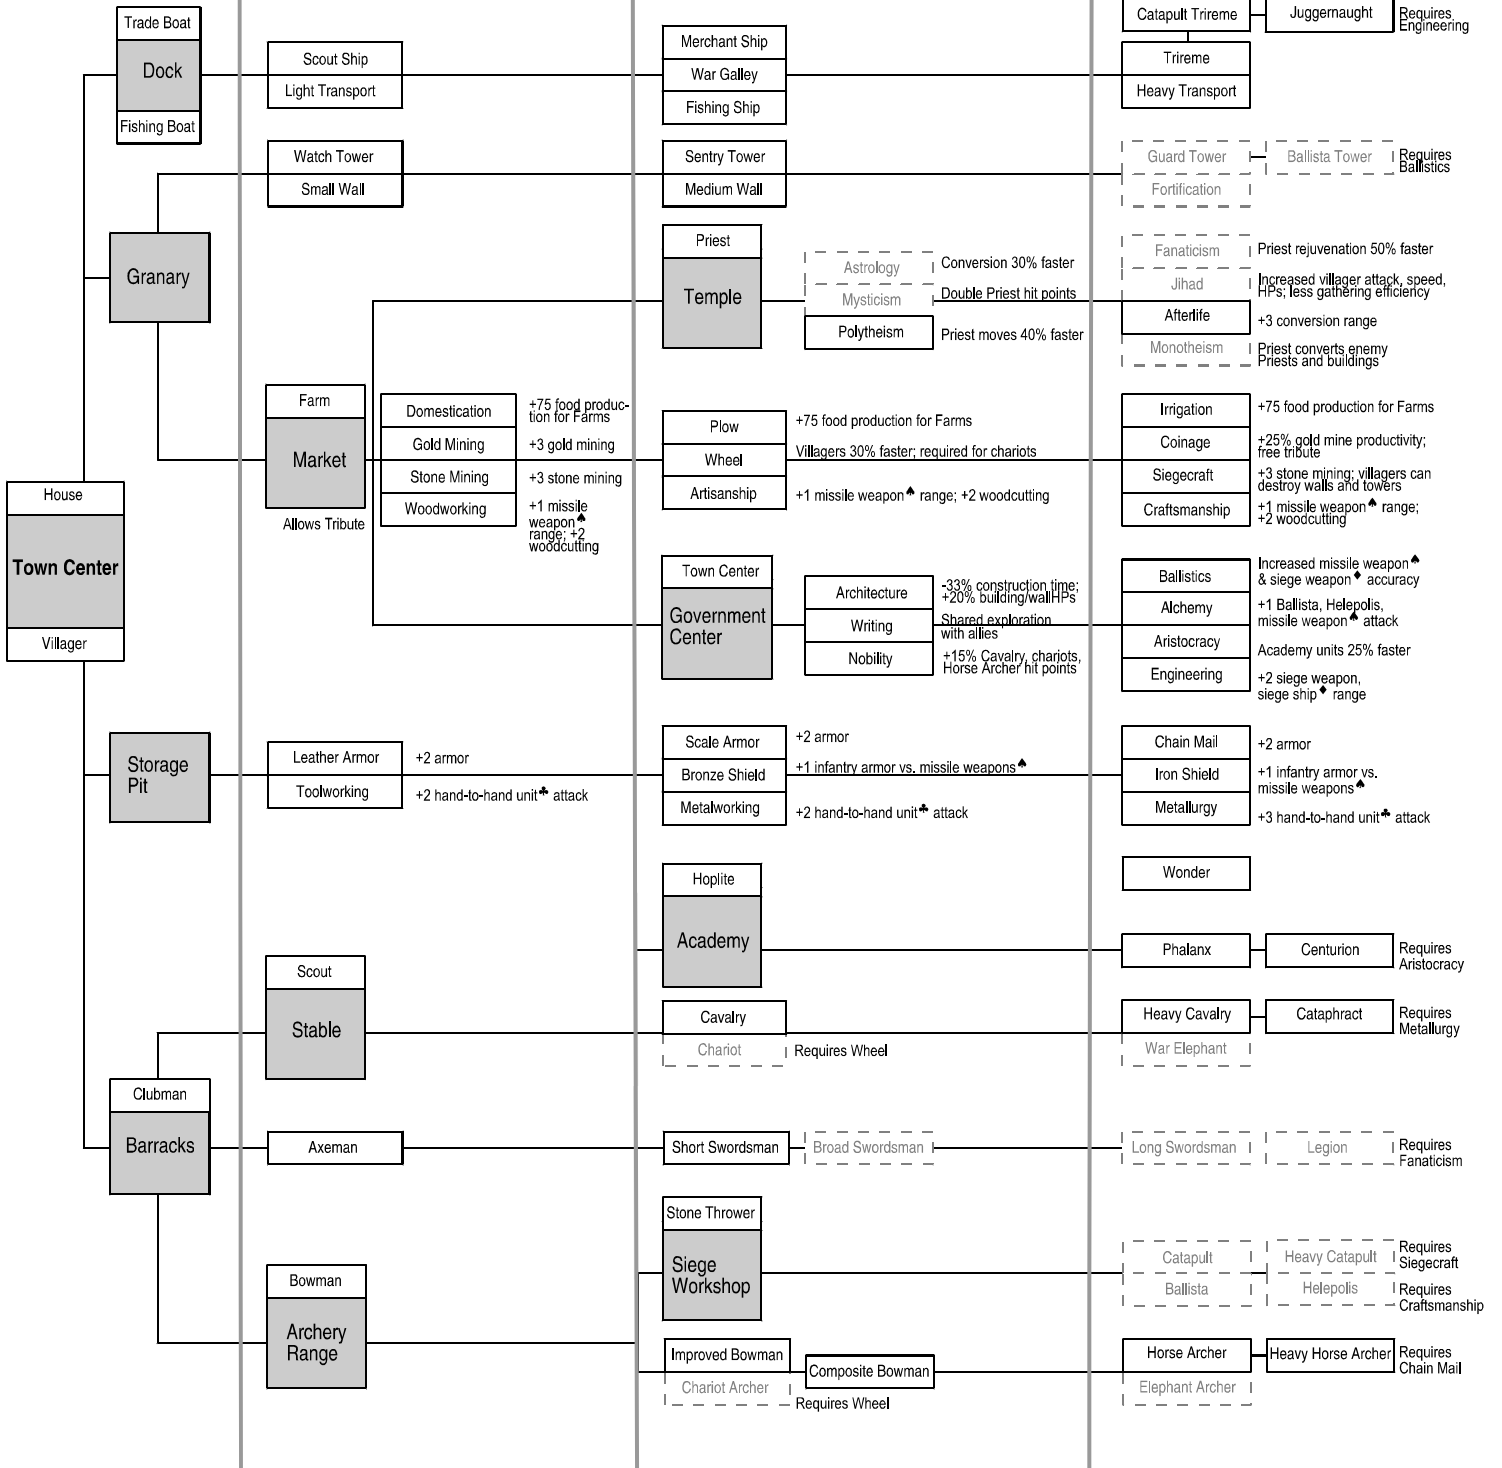 Trade Boat
Dock
Fishing Boat
Scout Ship
Light Transport
Merchant Ship
War Galley
Fishing Ship
Catapult Trireme
Juggernaught
Requires
Engineering
Trireme
Heavy Transport
Watch Tower
Small Wall
Sentry Tower
Medium Wall
Guard Tower
Ballista Tower
Requires
Ballistics
Fortification
Granary
Priest
Temple
Astrology
Conversion 30% faster
Mysticism
Double Priest hit points
Polytheism
Priest moves 40% faster
Fanaticism
Priest rejuvenation 50% faster
Jihad
Increased villager attack, speed,
HPs; less gathering efficiency
Afterlife
+3 conversion range
Monotheism
Priest converts enemy
Priests and buildings
Farm
Market
Allows Tribute
Domestication
+75 food produc-
tion for Farms
Gold Mining
+3 gold mining
Stone Mining
+3 stone mining
Woodworking
+1 missile
weapon♠
range; +2
woodcutting
Plow
+75 food production for Farms
Wheel
Villagers 30% faster; required for chariots
Artisanship
+1 missile weapon♠ range; +2 woodcutting
Irrigation
+75 food production for Farms
Coinage
+25% gold mine productivity;
free tribute
Siegecraft
+3 stone mining; villagers can
destroy walls and towers
Craftsmanship
+1 missile weapon♠ range;
+2 woodcutting
House
Town Center
Villager
Town Center
Government
Center
Architecture
-33% construction time;
+20% building/wallHPs
Writing
Shared exploration
with allies
Nobility
+15% Cavalry, chariots,
Horse Archer hit points
Ballistics
Increased missile weapon♠
& siege weapon♦ accuracy
Alchemy
+1 Ballista, Helepolis,
missile weapon♠ attack
Aristocracy
Academy units 25% faster
Engineering
+2 siege weapon,
siege ship♦ range
Storage
Pit
Leather Armor
+2 armor
Toolworking
+2 hand-to-hand unit♣ attack
Scale Armor
+2 armor
Bronze Shield
+1 infantry armor vs. missile weapons♠
Metalworking
+2 hand-to-hand unit♣ attack
Chain Mail
+2 armor
Iron Shield
+1 infantry armor vs.
missile weapons♠
Metallurgy
+3 hand-to-hand unit♣ attack
Wonder
Hoplite
Academy
Phalanx
Centurion
Requires
Aristocracy
Scout
Stable
Cavalry
Chariot
Requires Wheel
Heavy Cavalry
Cataphract
Requires
Metallurgy
War Elephant
Clubman
Barracks
Axeman
Short Swordsman
Broad Swordsman
Long Swordsman
Legion
Requires
Fanaticism
Stone Thrower
Siege
Workshop
Catapult
Heavy Catapult
Requires
Siegecraft
Ballista
Helepolis
Requires
Craftsmanship
Bowman
Archery
Range
Improved Bowman
Chariot Archer
Composite Bowman
Requires Wheel
Horse Archer
Heavy Horse Archer
Requires
Chain Mail
Elephant Archer